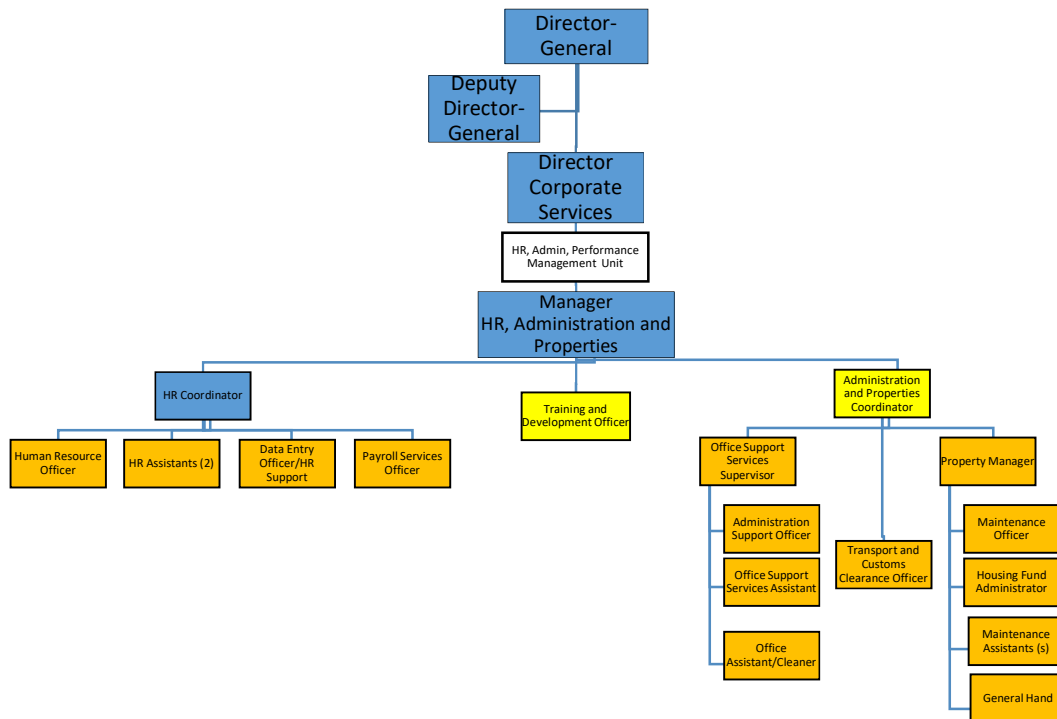 Director-
General
Deputy
Director-
General
Director
Corporate
Services
HR, Admin, Performance
Management Unit
Manager
HR, Administration and
Properties
HR Coordinator
Training and
Development Officer
Administration
and Properties
Coordinator
Human Resource
Officer
HR Assistants (2)
Data Entry
Officer/HR
Support
Payroll Services
Officer
Office Support
Services
Supervisor
Property Manager
Administration
Support Officer
Office Support
Services Assistant
Office
Assistant/Cleaner
Transport and
Customs
Clearance Officer
Maintenance
Officer
Housing Fund
Administrator
Maintenance
Assistants (s)
General Hand